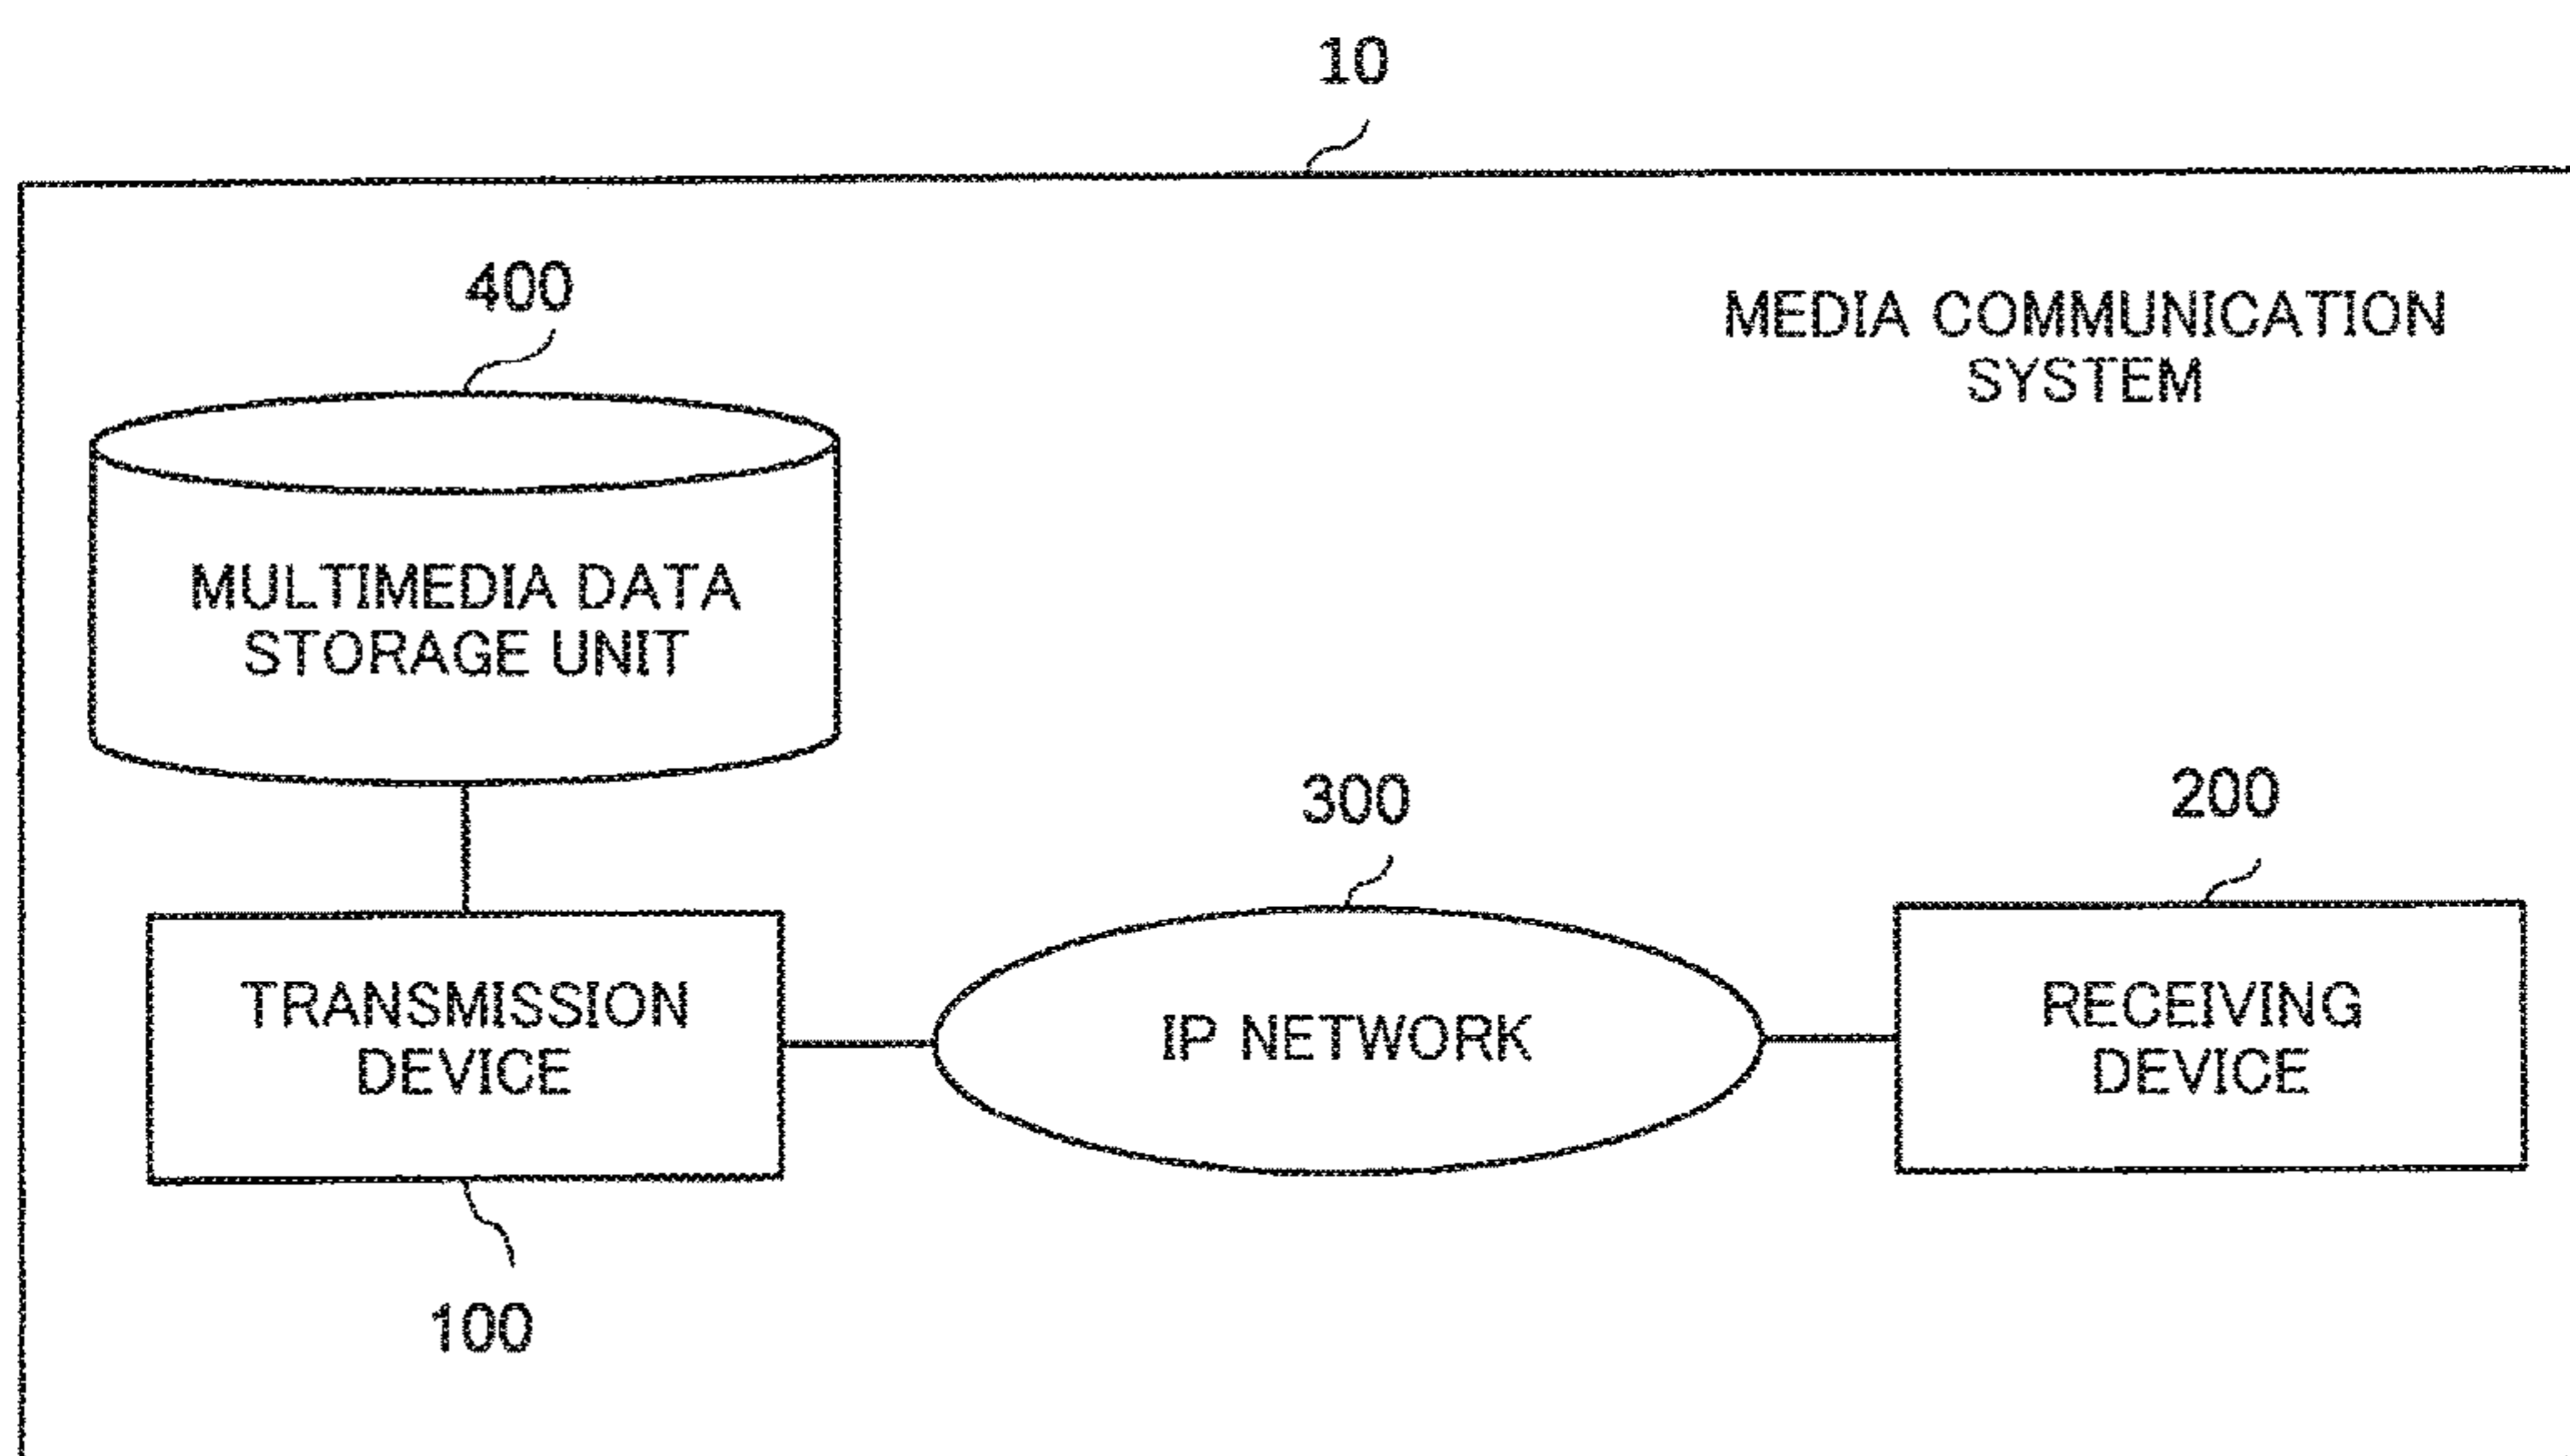 10
400
MEDIA COMMUNICATION
SYSTEM
MULTIMEDIA DATA
STORAGE UNIT
300
200
TRANSMISSION
DEVICE
IP NETWORK
RECEIVING
DEVICE
100